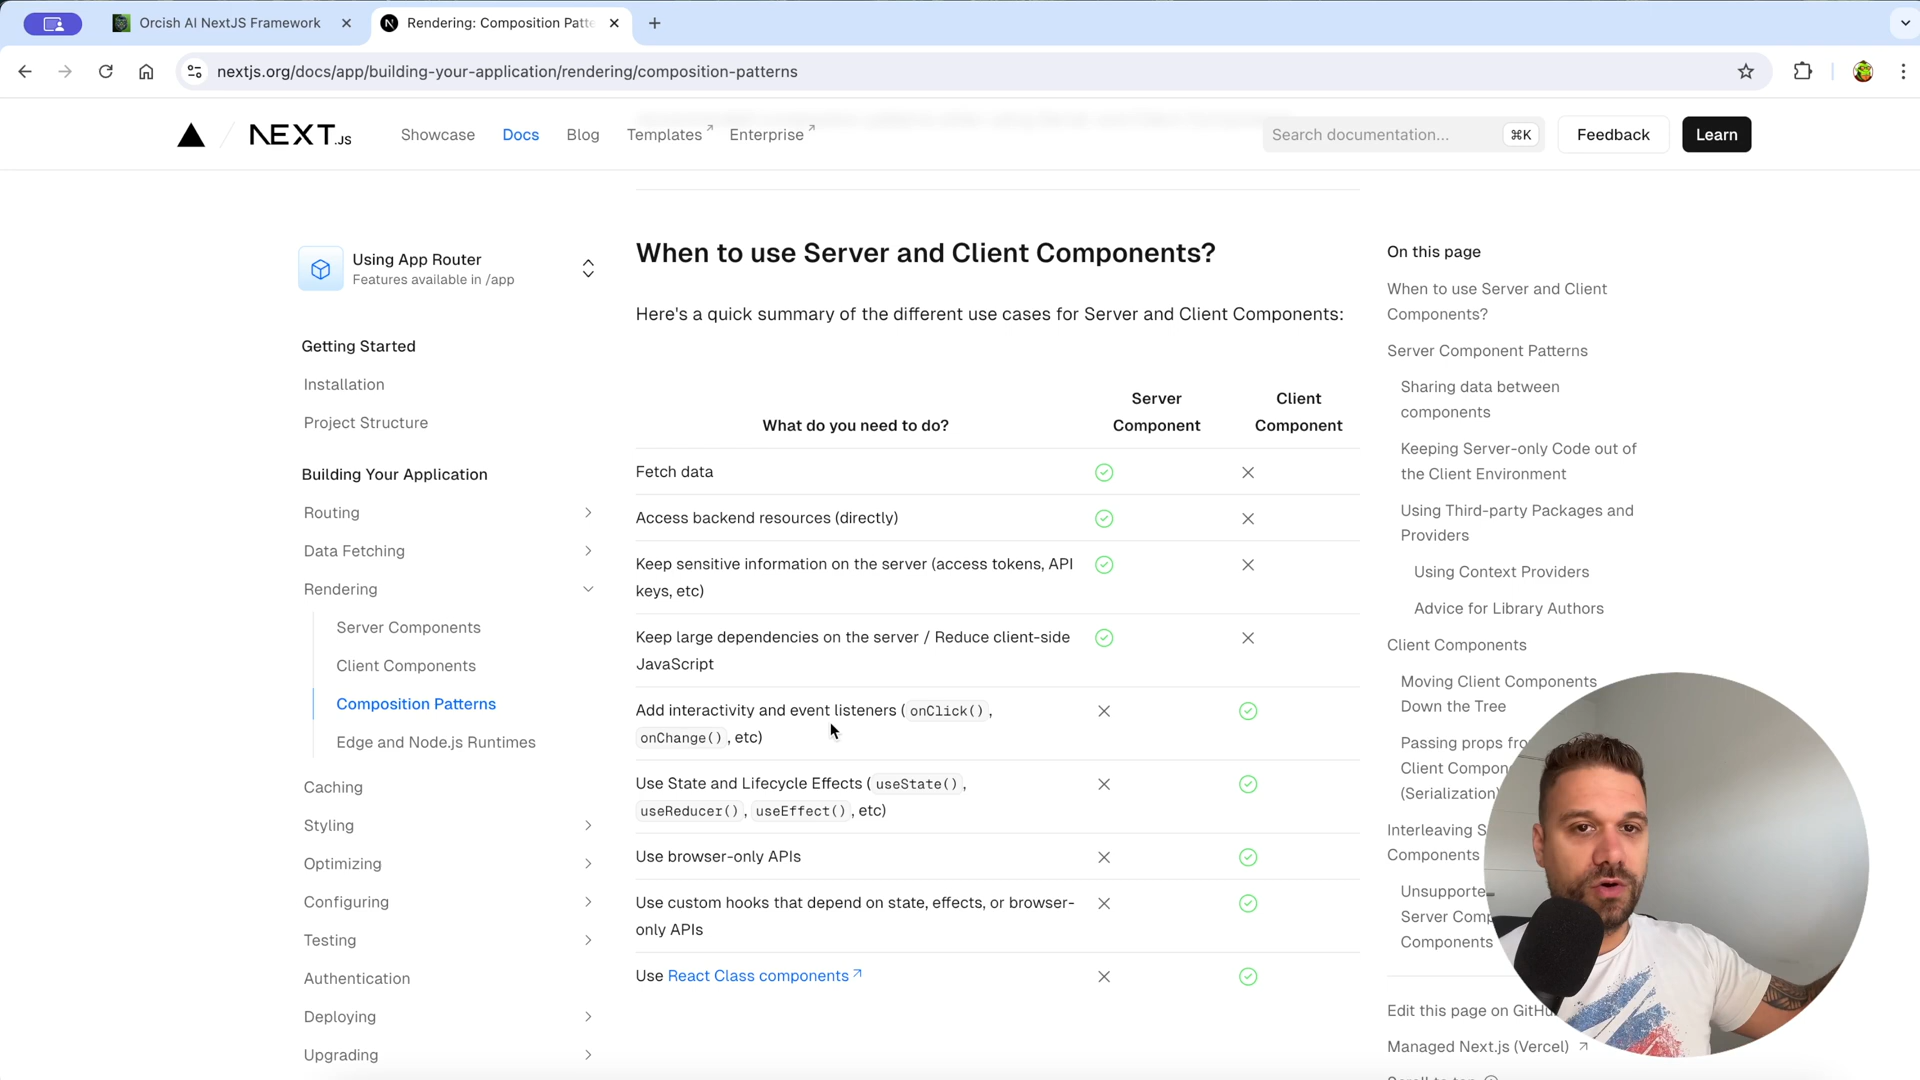 Orcish AI NextJS Framework
Rendering: Composition Patte
nextjs.org/docs/app/building-your-application/rendering/composition-patterns
NEXT.JS
Showcase
Docs
Blog
Templates
Enterprise
Search documentation...
⌘K
Feedback
Learn
Using App Router
Features available in /app
Getting Started
Installation
Project Structure
Building Your Application
Routing
Data Fetching
Rendering
Server Components
Client Components
Composition Patterns
Edge and Node.js Runtimes
Caching
Styling
Optimizing
Configuring
Testing
Authentication
Deploying
Upgrading
When to use Server and Client Components?
Here's a quick summary of the different use cases for Server and Client Components:
What do you need to do?
Server
Component
Client
Component
Fetch data
Access backend resources (directly)
Keep sensitive information on the server (access tokens, API
keys, etc)
Keep large dependencies on the server / Reduce client-side
JavaScript
Add interactivity and event listeners ( onClick() ,
onChange() , etc)
Use State and Lifecycle Effects ( useState() ,
useReducer() , useEffect() , etc)
Use browser-only APIs
Use custom hooks that depend on state, effects, or browser-
only APIs
Use React Class components
On this page
When to use Server and Client
Components?
Server Component Patterns
Sharing data between
components
Keeping Server-only Code out of
the Client Environment
Using Third-party Packages and
Providers
Using Context Providers
Advice for Library Authors
Client Components
Moving Client Components
Down the Tree
Passing props fro
Client Compon
(Serialization)
Interleaving S
Components
Unsupporte
Server Comp
Components
Edit this page on GitHu
Managed Next.js (Vercel)